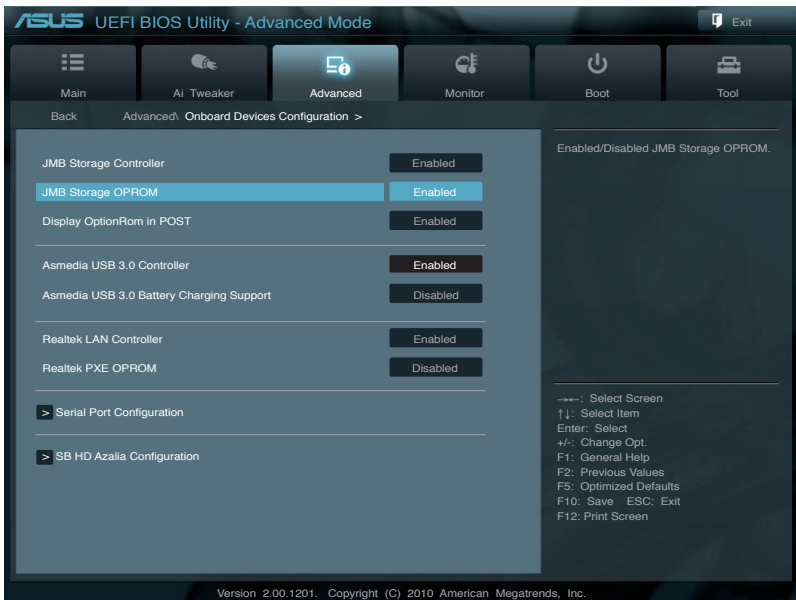 ASUS UEFI BIOS Utility - Advanced Mode
Exit
Main
Ai Tweaker
Advanced
Monitor
Boot
Tool
Back Advanced\ Onboard Devices Configuration >
JMB Storage Controller Enabled
JMB Storage OPROM Enabled
Display OptionRom in POST Enabled
Asmedia USB 3.0 Controller Enabled
Asmedia USB 3.0 Battery Charging Support Disabled
Realtek LAN Controller Enabled
Realtek PXE OPROM Disabled
> Serial Port Configuration
> SB HD Azalia Configuration
Enabled/Disabled JMB Storage OPROM.
→←: Select Screen
↑↓: Select Item
Enter: Select
+/-: Change Opt.
F1: General Help
F2: Previous Values
F5: Optimized Defaults
F10: Save ESC: Exit
F12: Print Screen
Version 2.00.1201. Copyright (C) 2010 American Megatrends, Inc.